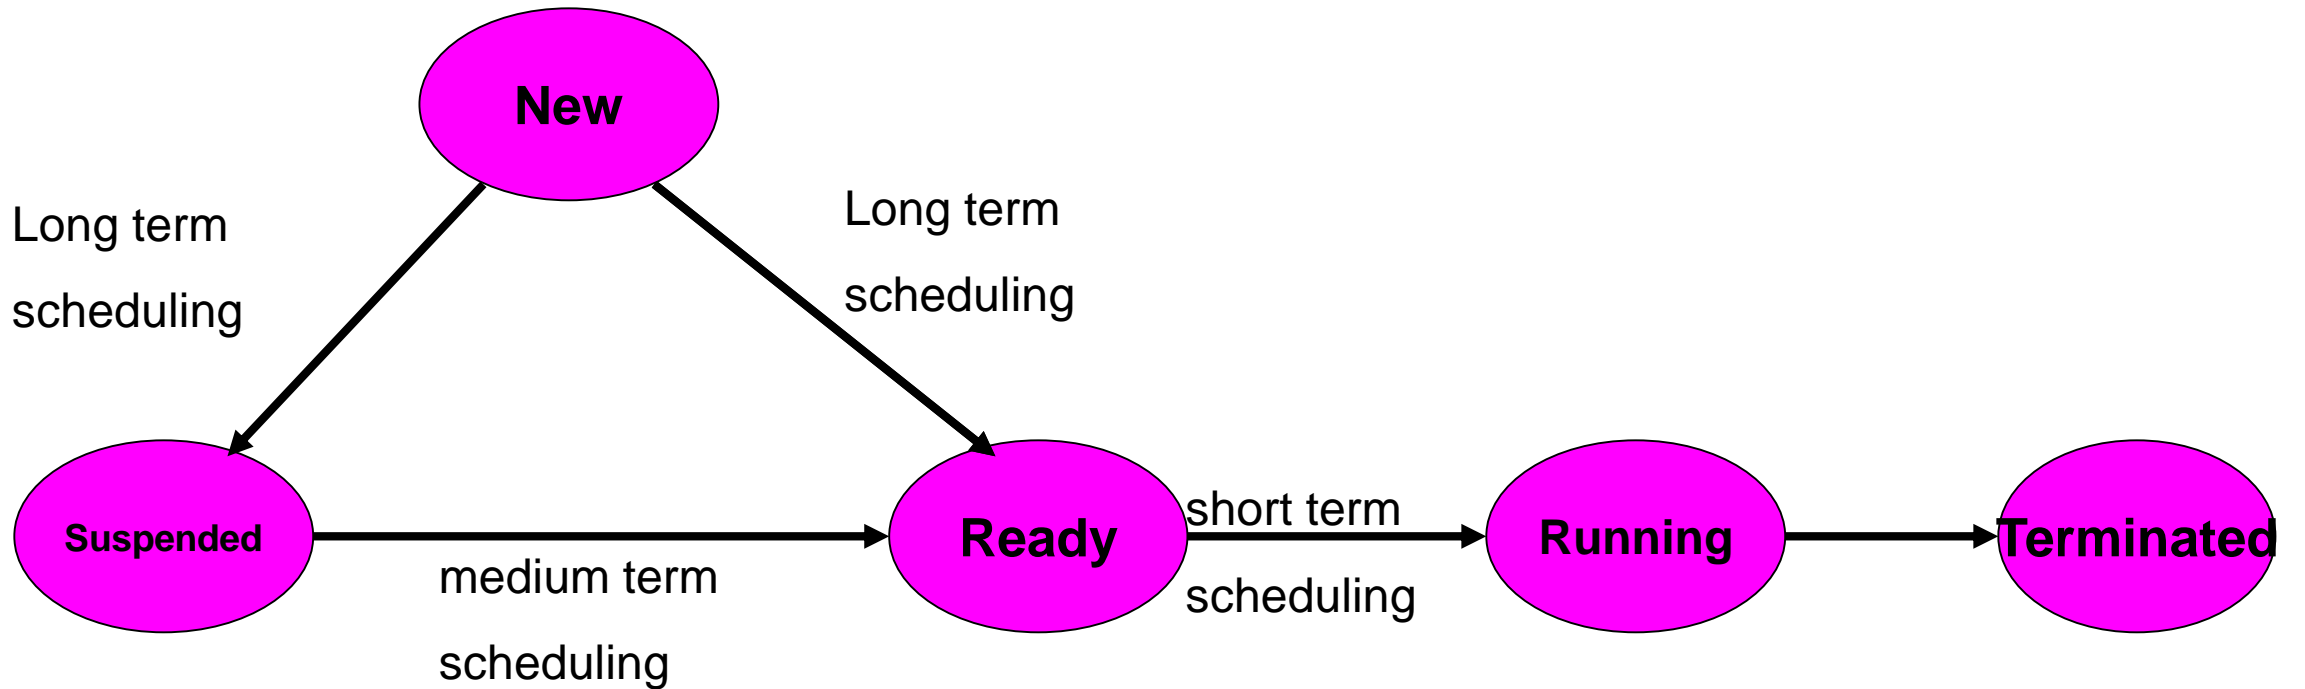 New
Long term
scheduling
Long term
scheduling
Suspended
medium term
scheduling
Ready
short term
scheduling
Running
Terminated